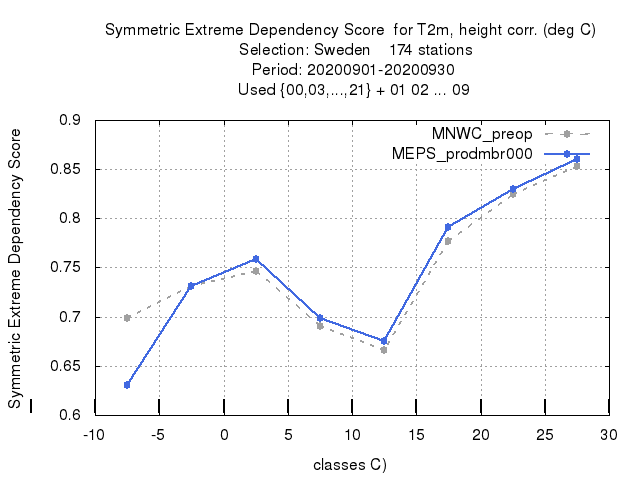 Symmetric Extreme Dependency Score for T2m, height corr. (deg C)
Selection: Sweden 174 stations
Period: 20200901-20200930
Used {00,03,...,21} + 01 02 ... 09
MNWC_preop
MEPS_prodmbr000
Symmetric Extreme Dependency Score
0.9
0.85
0.8
0.75
0.7
0.65
0.6
-10 -5 0 5 10 15 20 25 30
classes C)